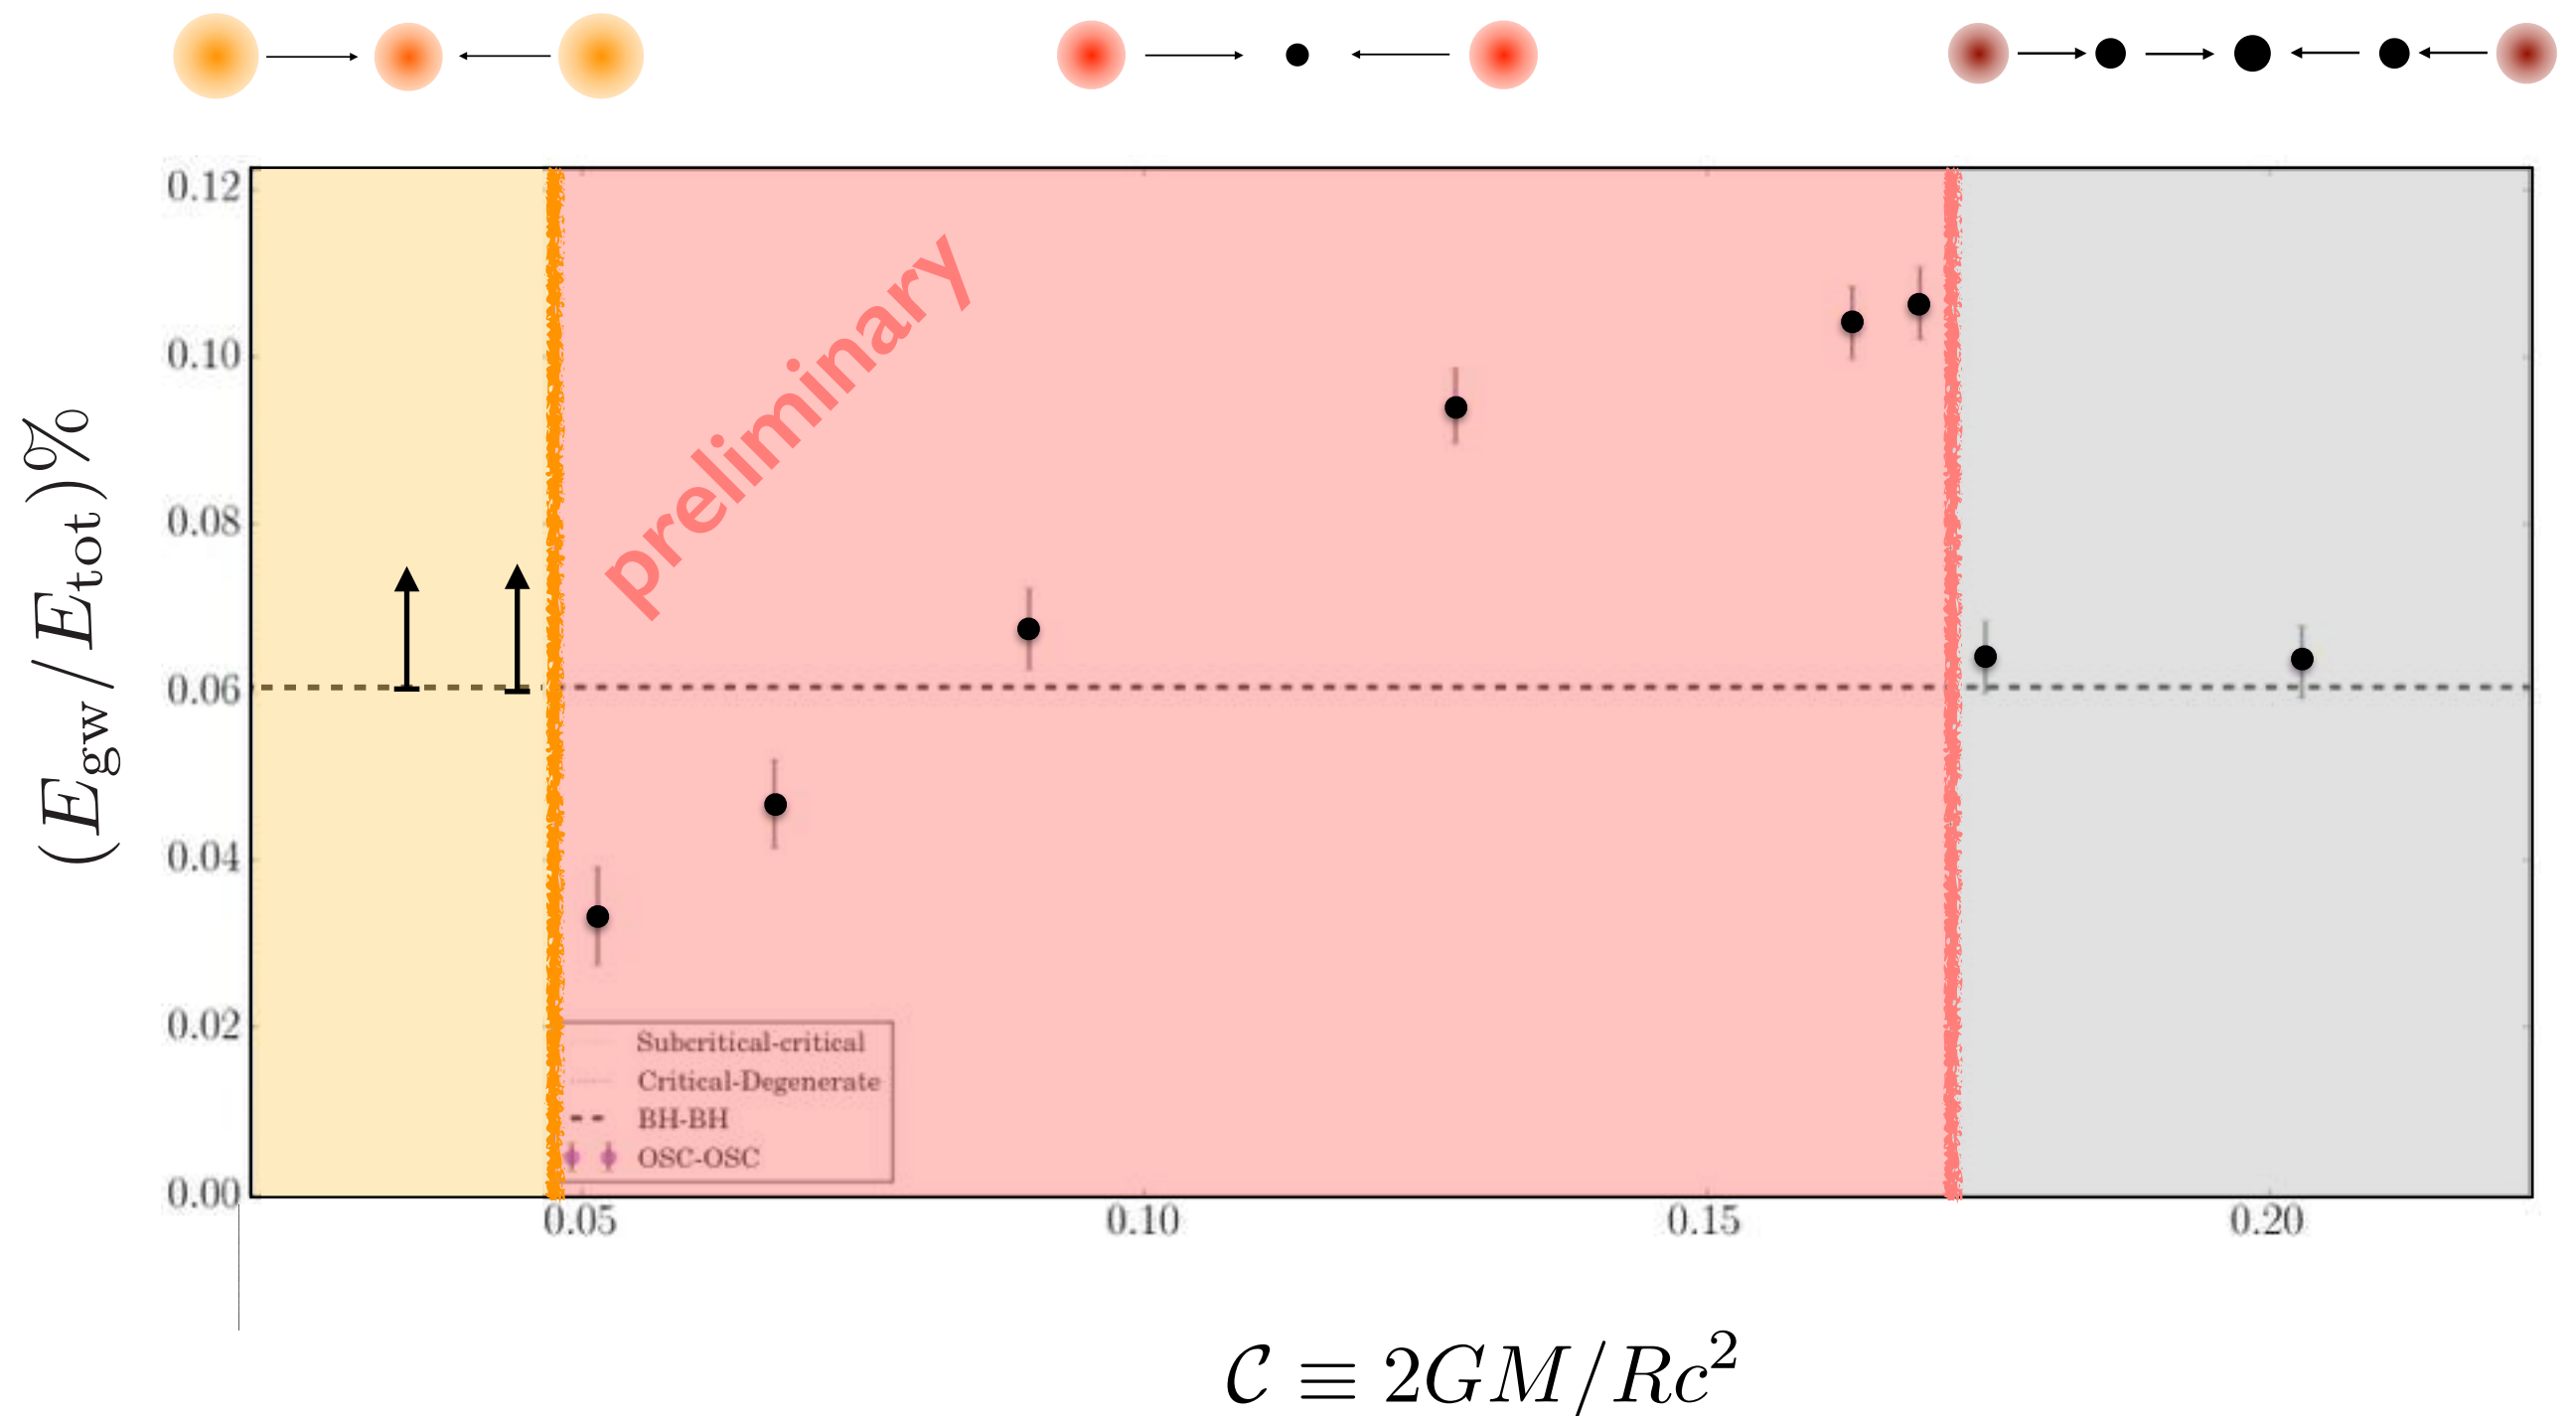 preliminary
(E_gw/E_tot)%
0.12
0.10
0.08
0.06
0.04
0.02
0.00
Subcritical-critical
Critical-Degenerate
BH-BH
OSC-OSC
0.05 0.10 0.15 0.20
𝒞 ≡ 2GM/Rc²